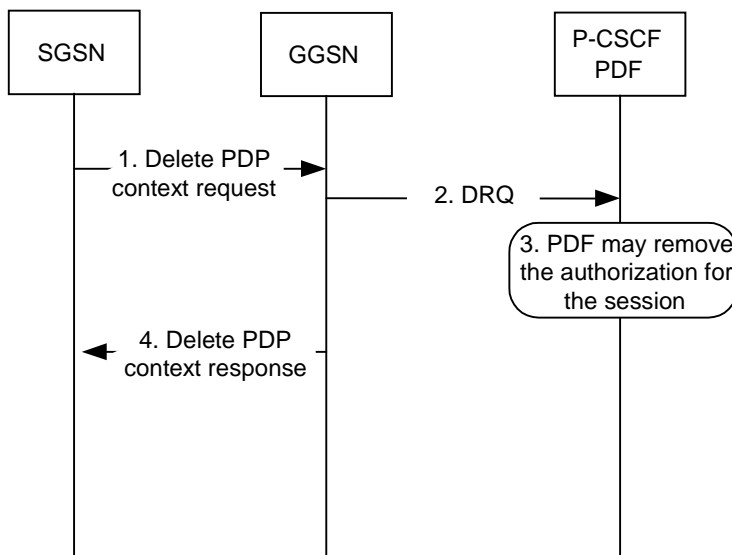 SGSN
GGSN
P-CSCF
PDF
1. Delete PDP
context request
2. DRQ
3. PDF may remove
the authorization for
the session
4. Delete PDP
context response